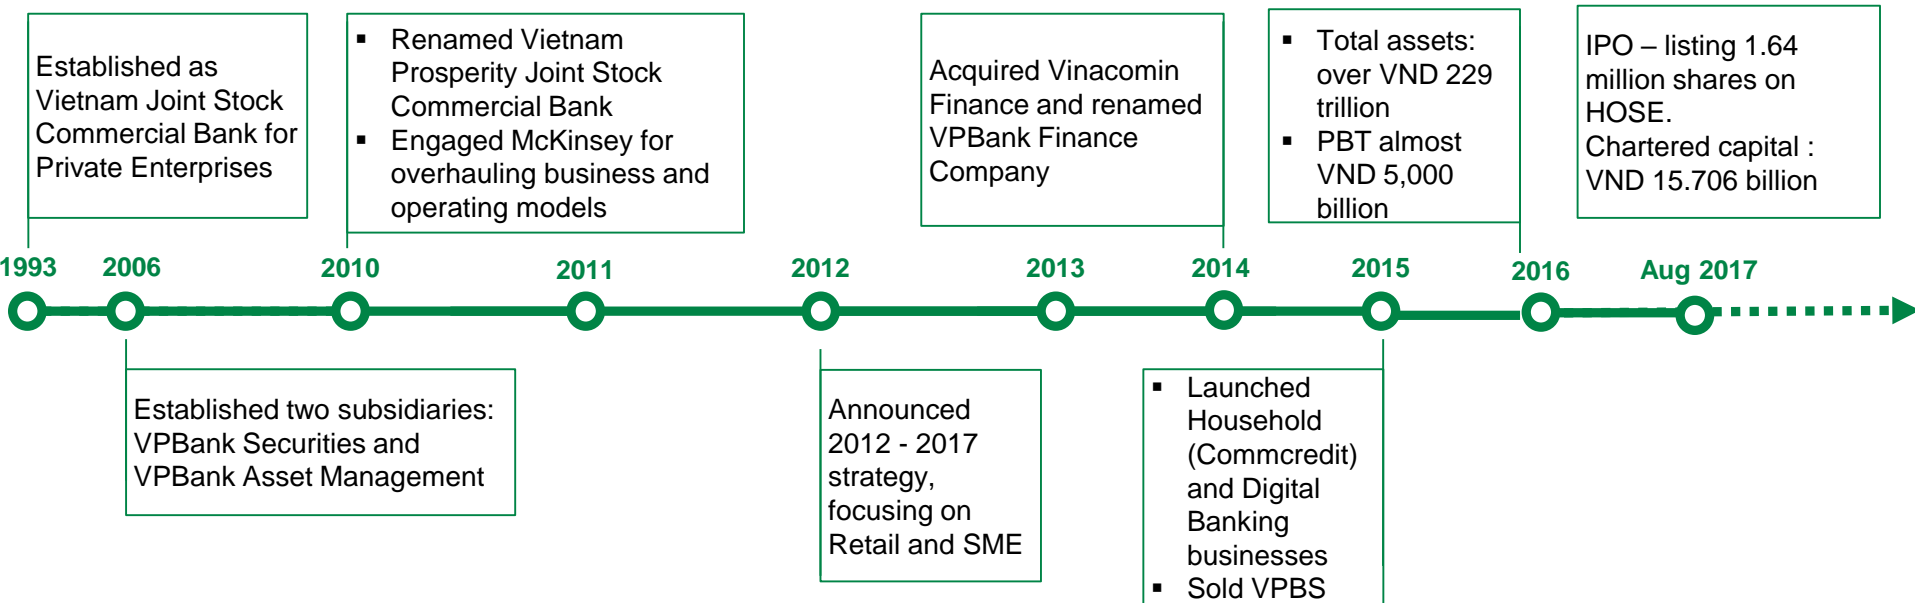 Established as
Vietnam Joint Stock
Commercial Bank for
Private Enterprises
▪ Renamed Vietnam
Prosperity Joint Stock
Commercial Bank
▪ Engaged McKinsey for
overhauling business and
operating models
Acquired Vinacomin
Finance and renamed
VPBank Finance
Company
▪ Total assets:
over VND 229
trillion
▪ PBT almost
VND 5,000
billion
IPO – listing 1.64
million shares on
HOSE.
Chartered capital :
VND 15.706 billion
1993 2006 2010 2011 2012 2013 2014 2015 2016 Aug 2017
Established two subsidiaries:
VPBank Securities and
VPBank Asset Management
Announced
2012 - 2017
strategy,
focusing on
Retail and SME
▪ Launched
Household
(Commcredit)
and Digital
Banking
businesses
▪ Sold VPBS